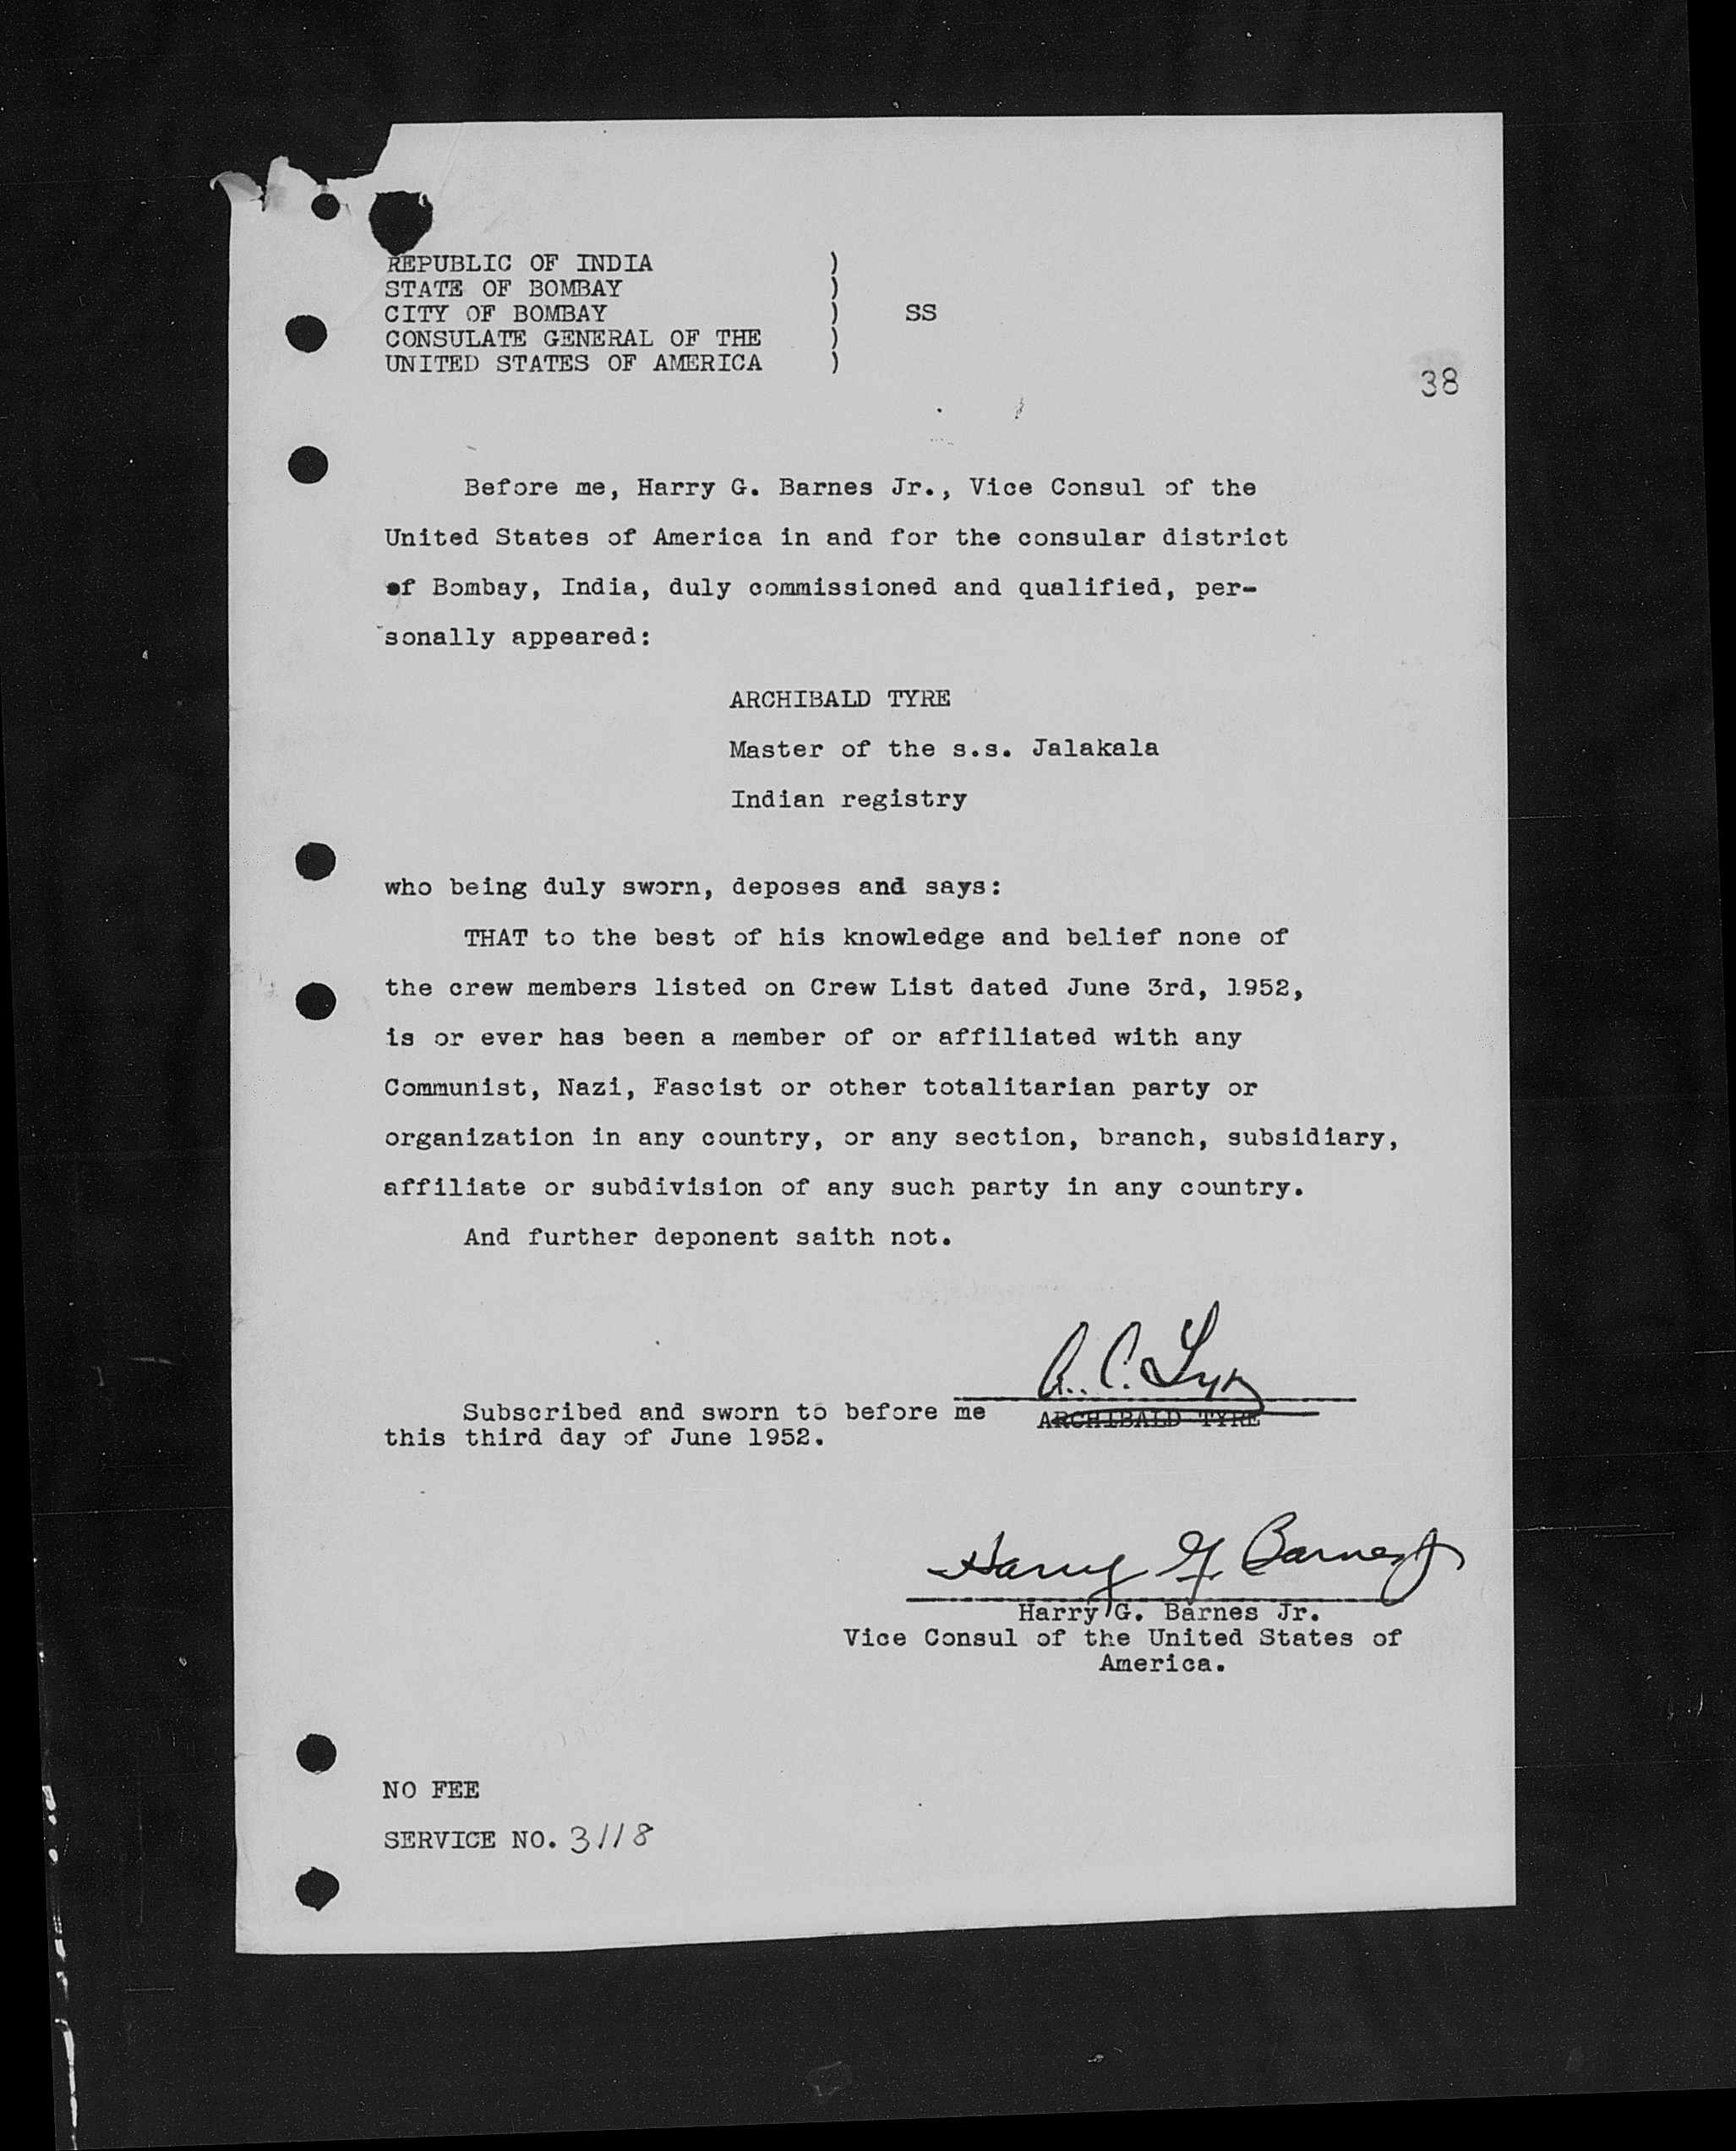 REPUBLIC OF INDIA )
STATE OF BOMBAY )
CITY OF BOMBAY ) SS
CONSULATE GENERAL OF THE )
UNITED STATES OF AMERICA )
38
Before me, Harry G. Barnes Jr., Vice Consul of the
United States of America in and for the consular district
of Bombay, India, duly commissioned and qualified, per-
sonally appeared:
ARCHIBALD TYRE
Master of the s.s. Jalakala
Indian registry
who being duly sworn, deposes and says:
THAT to the best of his knowledge and belief none of
the crew members listed on Crew List dated June 3rd, 1952,
is or ever has been a member of or affiliated with any
Communist, Nazi, Fascist or other totalitarian party or
organization in any country, or any section, branch, subsidiary,
affiliate or subdivision of any such party in any country.
And further deponent saith not.
A. C.
Subscribed and sworn to before me ARCHIBALD TYRE
this third day of June 1952.
Harry G. Barnes Jr
Harry G. Barnes Jr.
Vice Consul of the United States of
America.
NO FEE
SERVICE NO. 3118